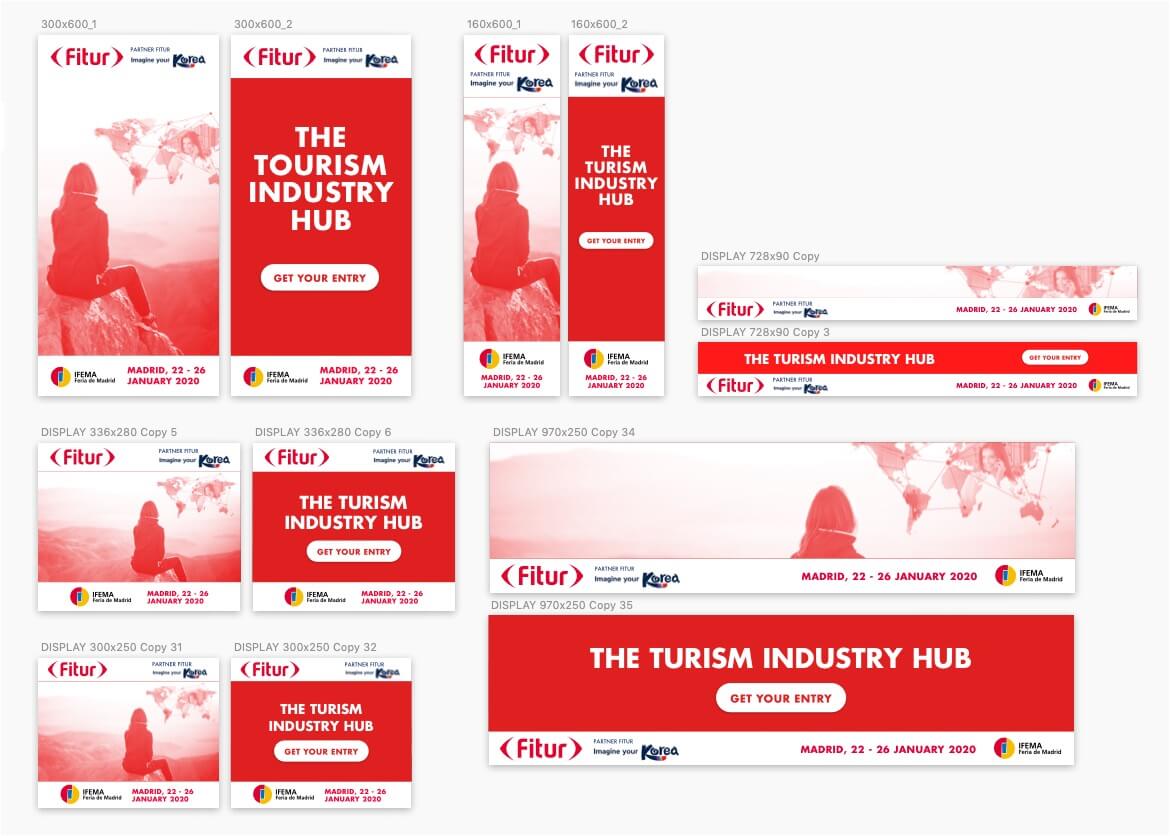 300x600_1
(Fitur)
PARTNER FITUR
Imagine your Korea
IFEMA
Feria de Madrid
MADRID, 22 - 26
JANUARY 2020
300x600_2
(Fitur)
PARTNER FITUR
Imagine your Korea
THE
TOURISM
INDUSTRY
HUB
GET YOUR ENTRY
IFEMA
Feria de Madrid
MADRID, 22 - 26
JANUARY 2020
160x600_1
(Fitur)
PARTNER FITUR
Imagine your Korea
IFEMA
Feria de Madrid
MADRID, 22 - 26
JANUARY 2020
160x600_2
(Fitur)
PARTNER FITUR
Imagine your Korea
THE
TURISM
INDUSTRY
HUB
GET YOUR ENTRY
IFEMA
Feria de Madrid
MADRID, 22 - 26
JANUARY 2020
DISPLAY 728x90 Copy
(Fitur)
PARTNER FITUR
Imagine your Korea
MADRID, 22 - 26 JANUARY 2020
IFEMA
Feria de Madrid
DISPLAY 728x90 Copy 3
THE TURISM INDUSTRY HUB
GET YOUR ENTRY
(Fitur)
PARTNER FITUR
Imagine your Korea
MADRID, 22 - 26 JANUARY 2020
IFEMA
Feria de Madrid
DISPLAY 336x280 Copy 5
(Fitur)
PARTNER FITUR
Imagine your Korea
IFEMA
Feria de Madrid
MADRID, 22 - 26
JANUARY 2020
DISPLAY 336x280 Copy 6
(Fitur)
PARTNER FITUR
Imagine your Korea
THE TURISM
INDUSTRY HUB
GET YOUR ENTRY
IFEMA
Feria de Madrid
MADRID, 22 - 26
JANUARY 2020
DISPLAY 970x250 Copy 34
(Fitur)
PARTNER FITUR
Imagine your Korea
MADRID, 22 - 26 JANUARY 2020
IFEMA
Feria de Madrid
DISPLAY 970x250 Copy 35
THE TURISM INDUSTRY HUB
GET YOUR ENTRY
(Fitur)
PARTNER FITUR
Imagine your Korea
MADRID, 22 - 26 JANUARY 2020
IFEMA
Feria de Madrid
DISPLAY 300x250 Copy 31
(Fitur)
PARTNER FITUR
Imagine your Korea
IFEMA
Feria de Madrid
MADRID, 22 - 26
JANUARY 2020
DISPLAY 300x250 Copy 32
(Fitur)
PARTNER FITUR
Imagine your Korea
THE TURISM
INDUSTRY HUB
GET YOUR ENTRY
IFEMA
Feria de Madrid
MADRID, 22 - 26
JANUARY 2020